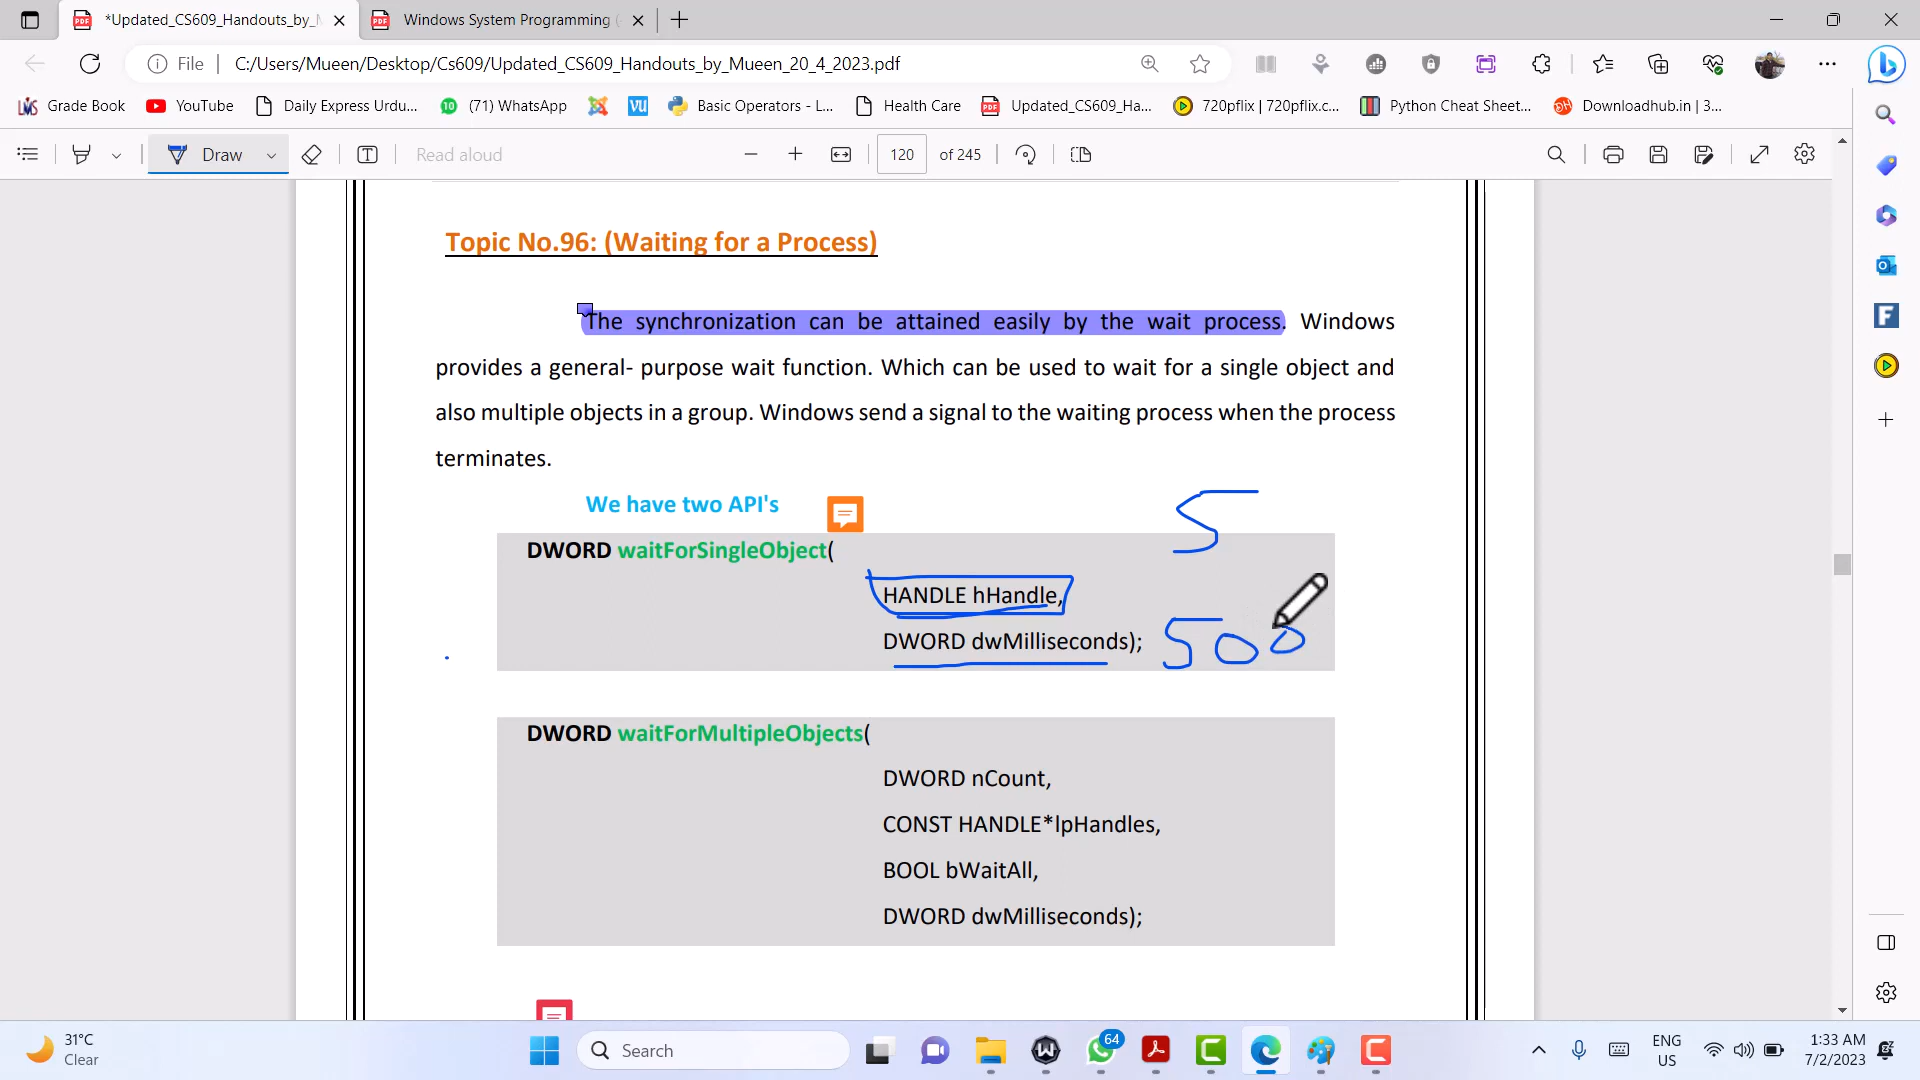 *Updated_CS609_Handouts_by_M
Windows System Programming (
File
C:/Users/Mueen/Desktop/Cs609/Updated_CS609_Handouts_by_Mueen_20_4_2023.pdf
Grade Book
YouTube
Daily Express Urdu...
(71) WhatsApp
Basic Operators - L...
Health Care
Updated_CS609_Ha...
720pflix | 720pflix.c...
Python Cheat Sheet...
Downloadhub.in | 3...
Draw
Read aloud
120 of 245
Topic No.96: (Waiting for a Process)
The synchronization can be attained easily by the wait process. Windows
provides a general- purpose wait function. Which can be used to wait for a single object and
also multiple objects in a group. Windows send a signal to the waiting process when the process
terminates.
We have two API's
5
DWORD waitForSingleObject(
HANDLE hHandle,
DWORD dwMilliseconds); 500
DWORD waitForMultipleObjects(
DWORD nCount,
CONST HANDLE*lpHandles,
BOOL bWaitAll,
DWORD dwMilliseconds);
31°C
Clear
Search
64
ENG
US
1:33 AM
7/2/2023